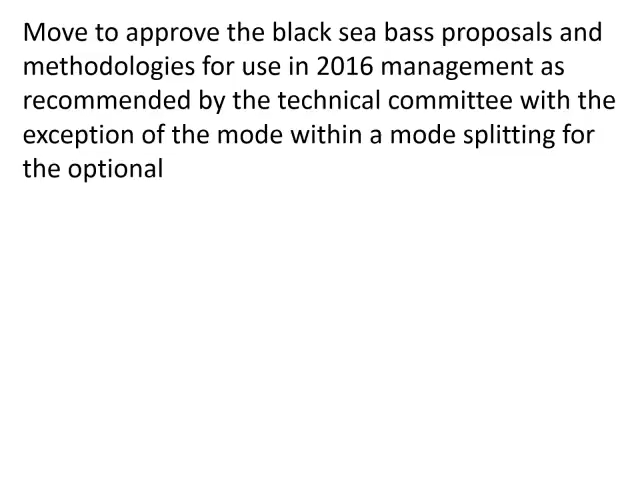 Move to approve the black sea bass proposals and
methodologies for use in 2016 management as
recommended by the technical committee with the
exception of the mode within a mode splitting for
the optional